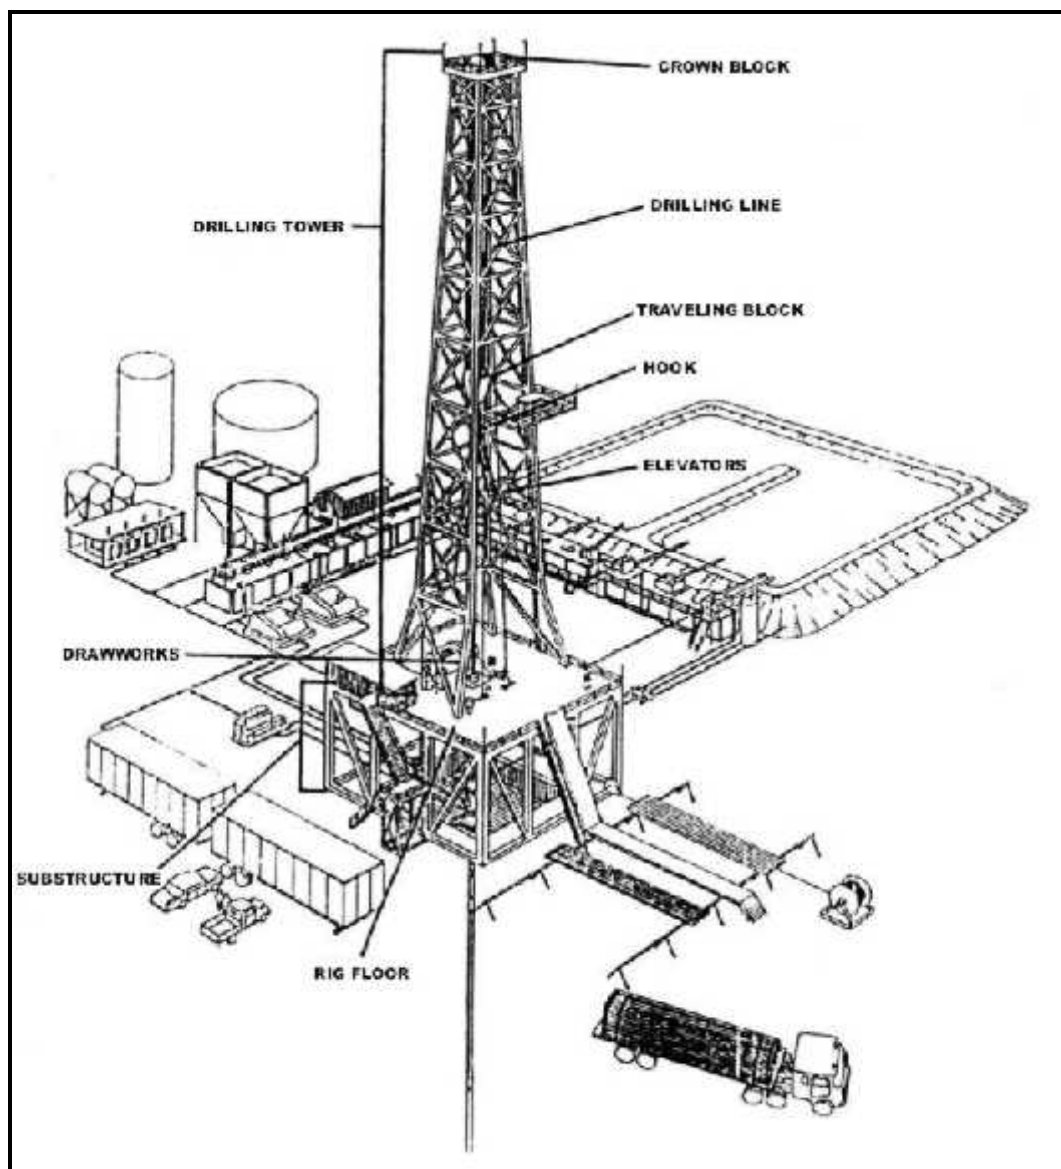 CROWN BLOCK
DRILLING LINE
DRILLING TOWER
TRAVELING BLOCK
HOOK
ELEVATORS
DRAWWORKS
SUBSTRUCTURE
RIG FLOOR